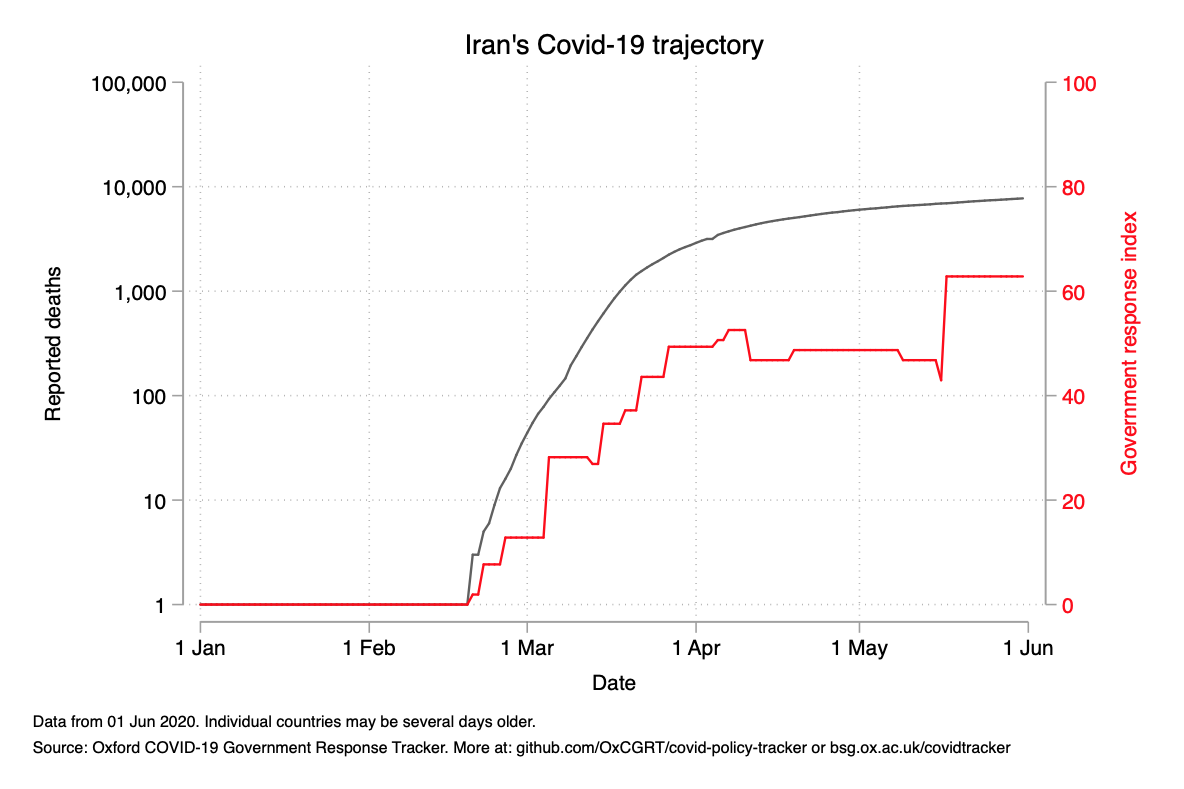 Iran's Covid-19 trajectory
100,000
10,000
1,000
100
10
1
Reported deaths
100
80
60
40
20
0
Government response index
1 Jan 1 Feb 1 Mar 1 Apr 1 May 1 Jun
Date
Data from 01 Jun 2020. Individual countries may be several days older.
Source: Oxford COVID-19 Government Response Tracker. More at: github.com/OxCGRT/covid-policy-tracker or bsg.ox.ac.uk/covidtracker